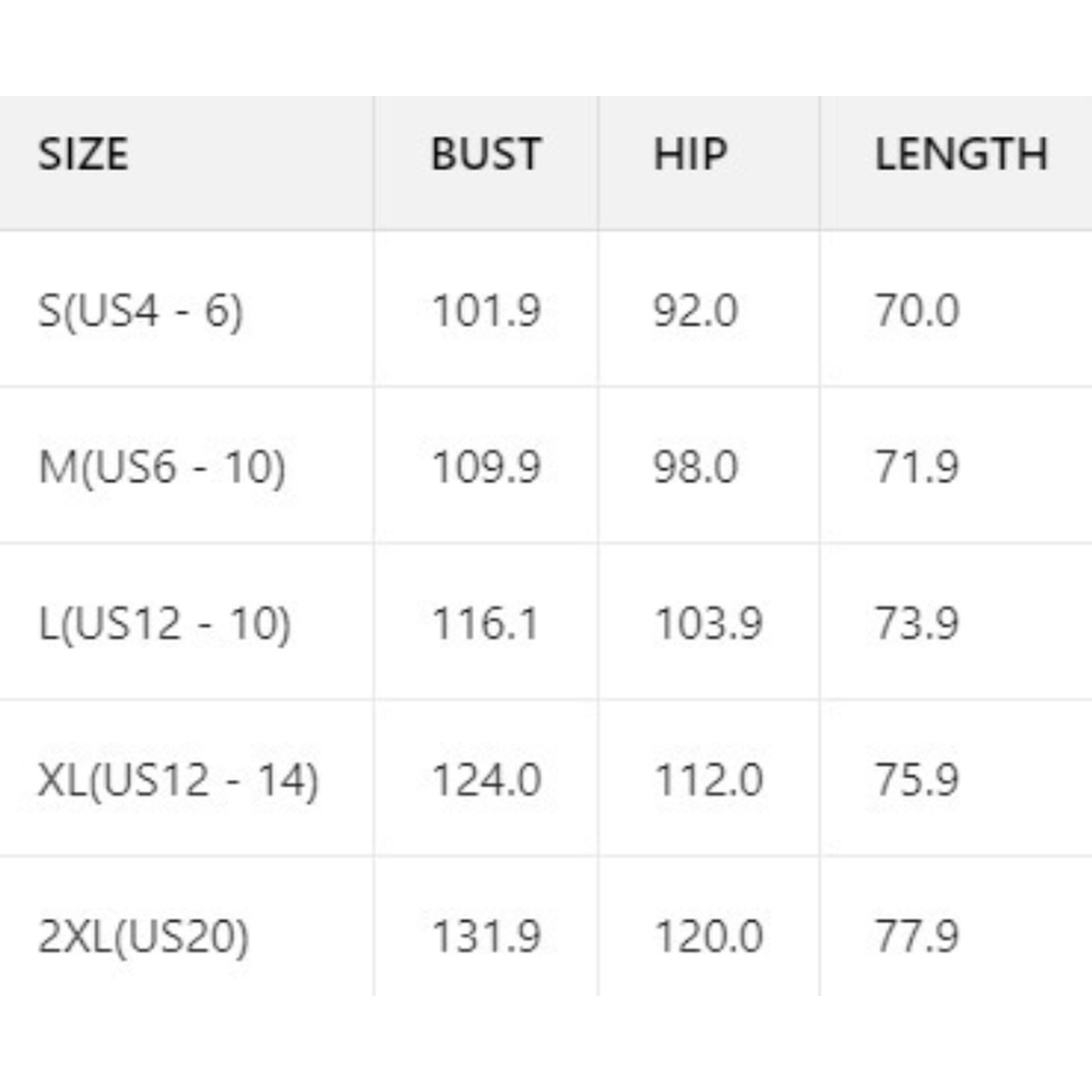 SIZE BUST HIP LENGTH
S(US4 - 6) 101.9 92.0 70.0
M(US6 - 10) 109.9 98.0 71.9
L(US12 - 10) 116.1 103.9 73.9
XL(US12 - 14) 124.0 112.0 75.9
2XL(US20) 131.9 120.0 77.9